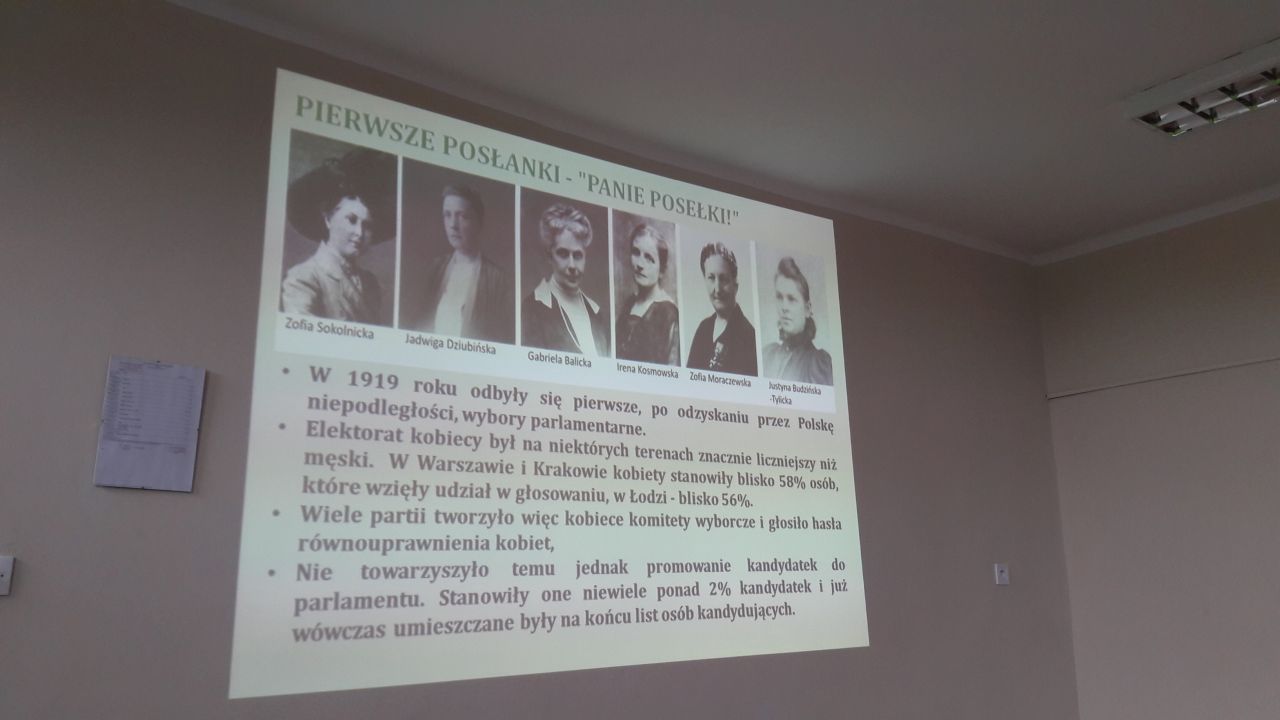 PIERWSZE POSŁANKI - "PANIE POSEŁKI!"
Zofia Sokolnicka
Jadwiga Dziubińska
Gabriela Balicka
Irena Kosmowska
Zofia Moraczewska
Justyna Budzińska
-Tylicka
• W 1919 roku odbyły się pierwsze, po odzyskaniu przez Polskę
niepodległości, wybory parlamentarne.
• Elektorat kobiecy był na niektórych terenach znacznie liczniejszy niż
męski. W Warszawie i Krakowie kobiety stanowiły blisko 58% osób,
które wzięły udział w głosowaniu, w Łodzi - blisko 56%.
• Wiele partii tworzyło więc kobiece komitety wyborcze i głosiło hasła
równouprawnienia kobiet,
• Nie towarzyszyło temu jednak promowanie kandydatek do
parlamentu. Stanowiły one niewiele ponad 2% kandydatek i już
wówczas umieszczane były na końcu list osób kandydujących.